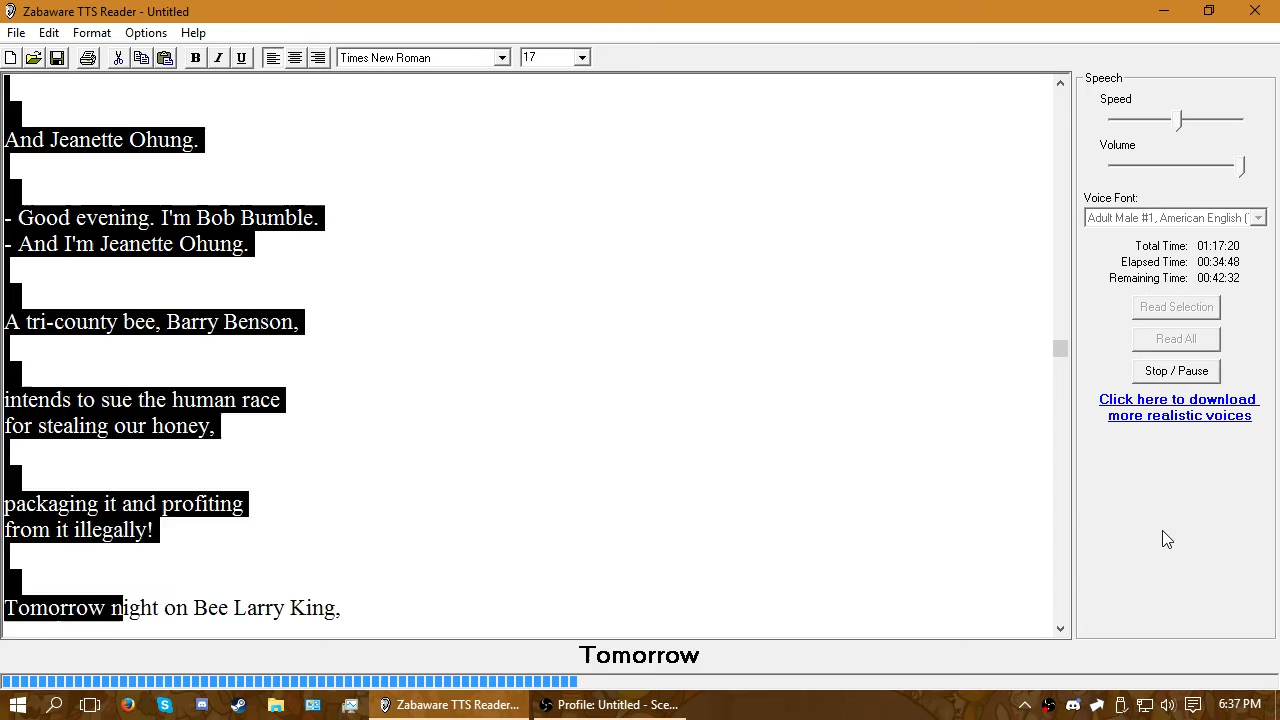 Zabaware TTS Reader - Untitled
File Edit Format Options Help
B I U Times New Roman 17
And Jeanette Ohung.
- Good evening. I'm Bob Bumble.
- And I'm Jeanette Ohung.
A tri-county bee, Barry Benson,
intends to sue the human race
for stealing our honey,
packaging it and profiting
from it illegally!
Tomorrow night on Bee Larry King,
Speech
Speed
Volume
Voice Font:
Adult Male #1, American English (
Total Time: 01:17:20
Elapsed Time: 00:34:48
Remaining Time: 00:42:32
Read Selection
Read All
Stop / Pause
Click here to download
more realistic voices
Tomorrow
Zabaware TTS Reader... Profile: Untitled - Sce... 6:37 PM